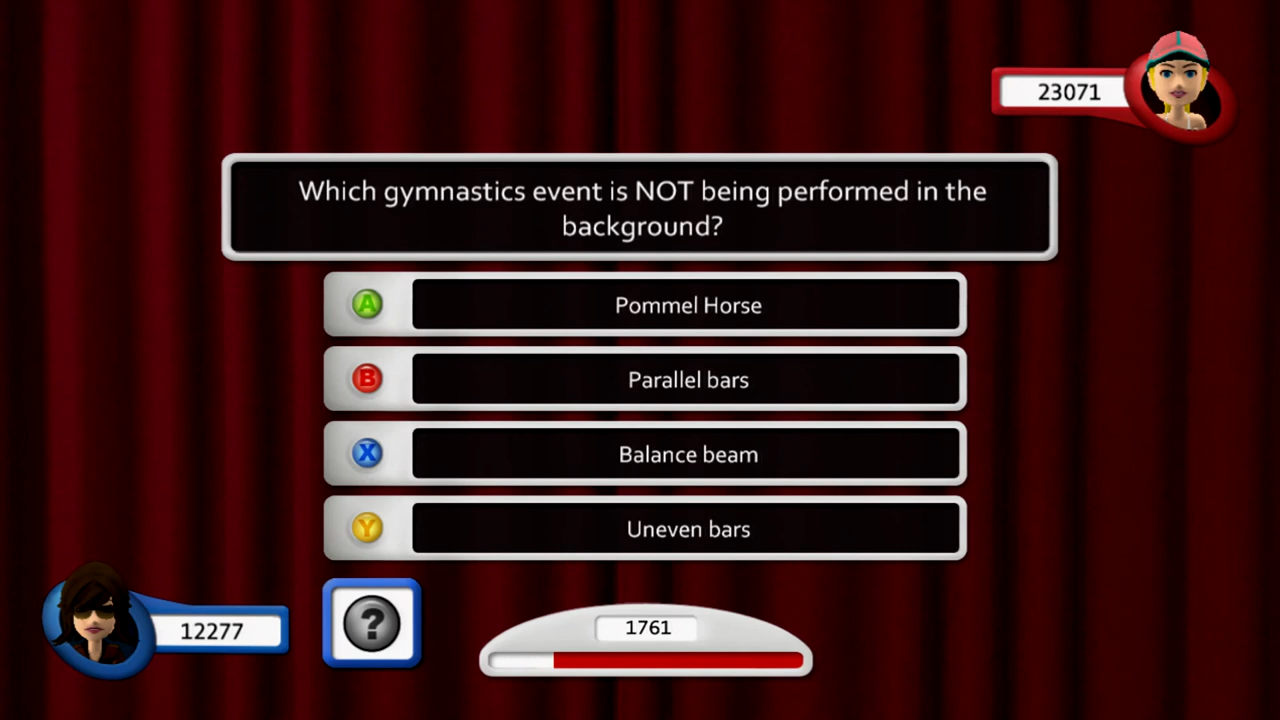 23071
Which gymnastics event is NOT being performed in the
background?
A Pommel Horse
B Parallel bars
X Balance beam
Y Uneven bars
12277
?
1761